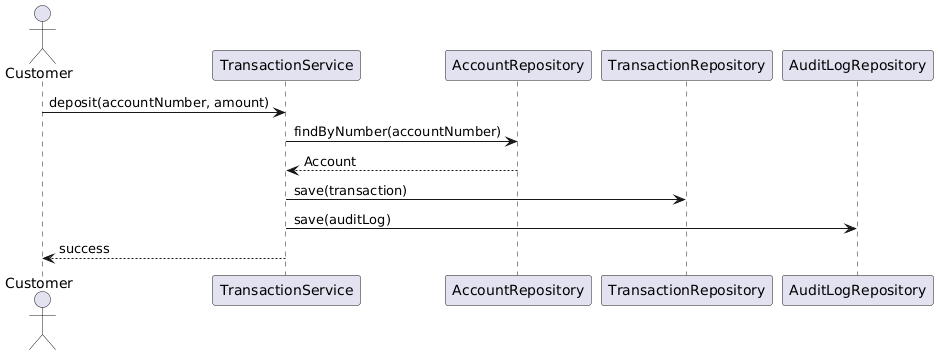 Customer
TransactionService
AccountRepository
TransactionRepository
AuditLogRepository
deposit(accountNumber, amount)
findByNumber(accountNumber)
Account
save(transaction)
save(auditLog)
success
Customer
TransactionService
AccountRepository
TransactionRepository
AuditLogRepository